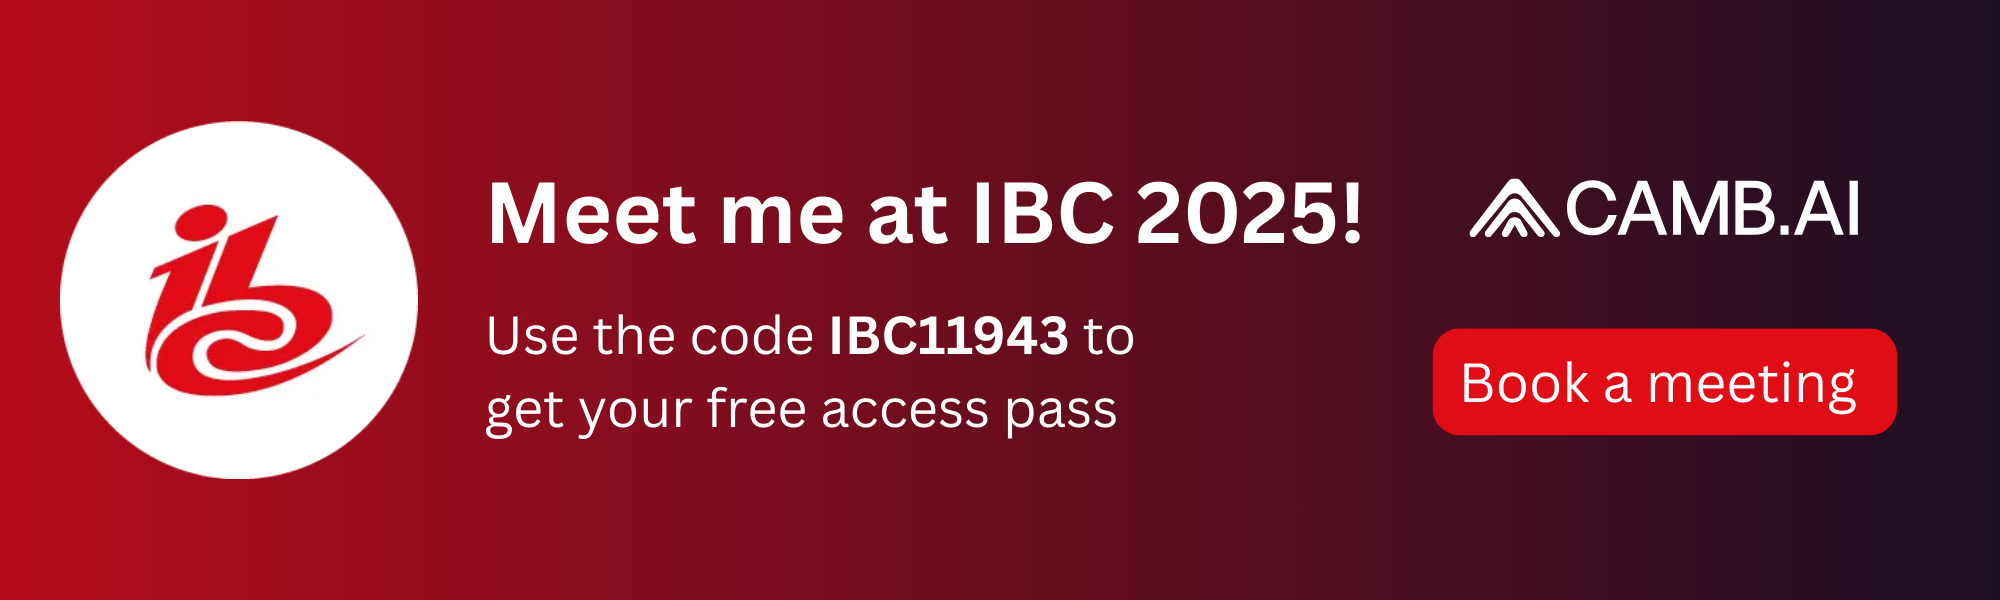 ibc
Meet me at IBC 2025!
Use the code IBC11943 to
get your free access pass
CAMB.AI
Book a meeting